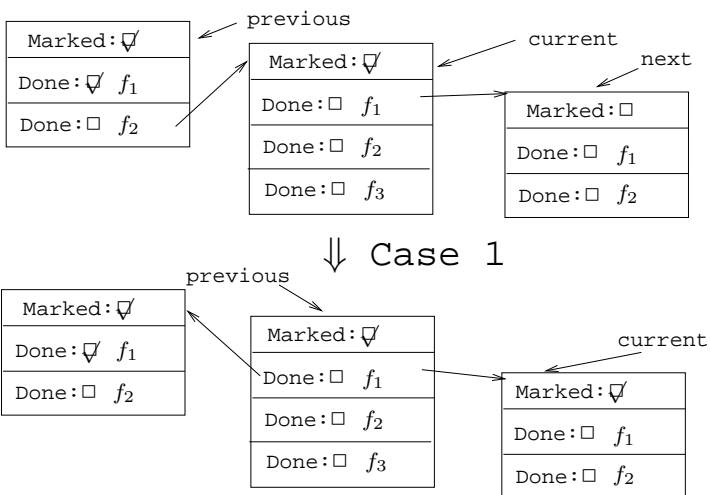 previous
Marked:☑
Done:☑ f₁
Done:☐ f₂
current
Marked:☑
Done:☐ f₁
Done:☐ f₂
Done:☐ f₃
next
Marked:☐
Done:☐ f₁
Done:☐ f₂
⇓ Case 1
Marked:☑
Done:☑ f₁
Done:☐ f₂
previous
Marked:☑
Done:☐ f₁
Done:☐ f₂
Done:☐ f₃
current
Marked:☑
Done:☐ f₁
Done:☐ f₂